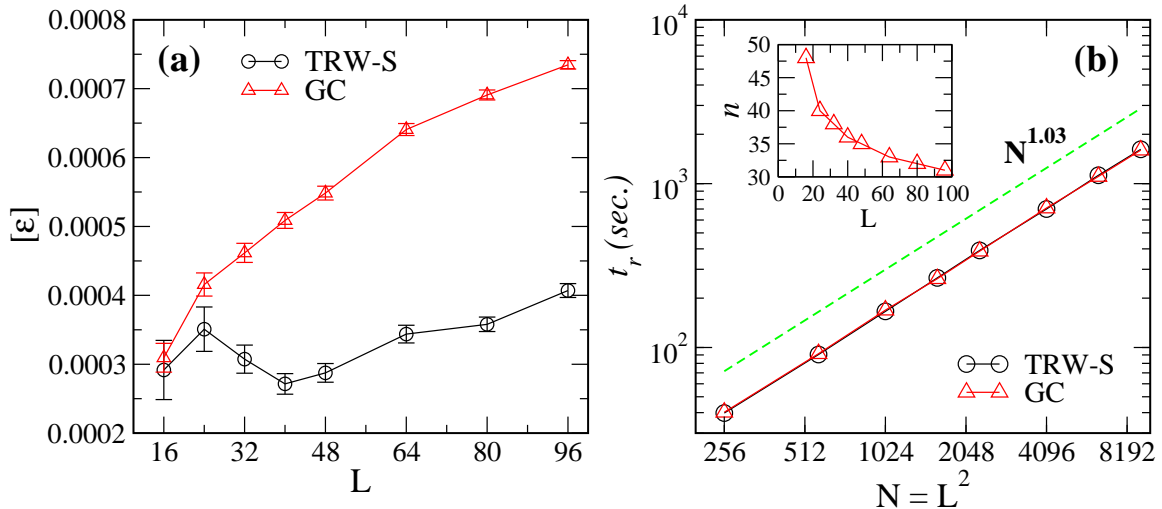 (a)
TRW-S
GC
0.0008
0.0007
0.0006
0.0005
0.0004
0.0003
0.0002
[ε]
16 32 48 64 80 96
L
(b)
TRW-S
GC
N^1.03
10^4
10^3
10^2
t_r (sec.)
256 512 1024 2048 4096 8192
N = L^2
50
45
40
35
30
n
0 20 40 60 80 100
L